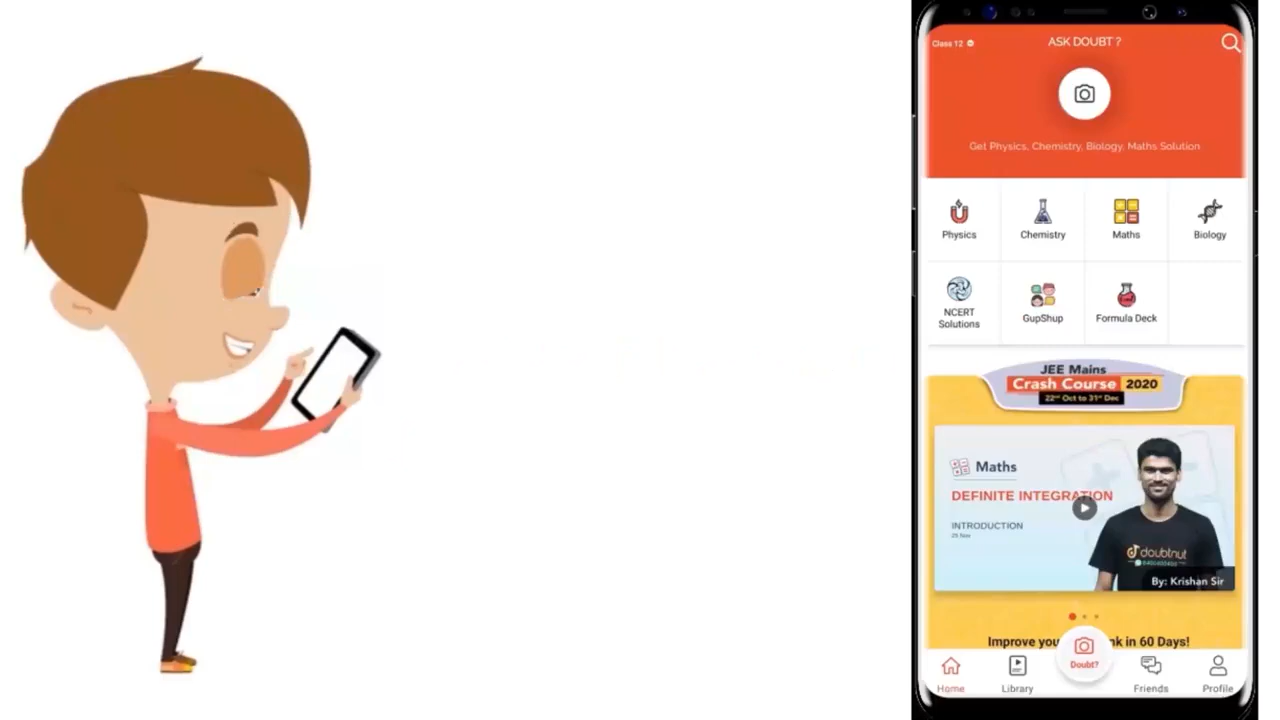 Class 12
ASK DOUBT ?
Get Physics, Chemistry, Biology, Maths Solution
Physics
Chemistry
Maths
Biology
NCERT
Solutions
GupShup
Formula Deck
JEE Mains
Crash Course 2020
22nd Oct to 31st Dec
Maths
DEFINITE INTEGRATION
INTRODUCTION
doubtnut
By: Krishan Sir
Improve you nk in 60 Days!
Doubt?
Home
Library
Friends
Profile